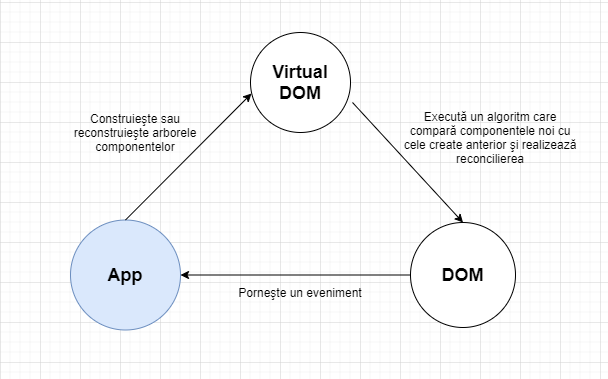 Virtual
DOM
Construiește sau
reconstruiește arborele
componentelor
Execută un algoritm care
compară componentele noi cu
cele create anterior și realizează
reconcilierea
App
DOM
Pornește un eveniment